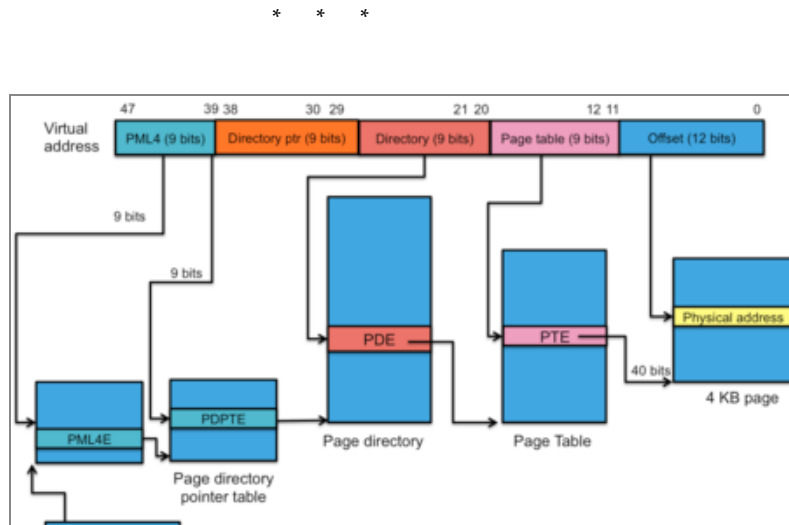 * * *
47 39 38 30 29 21 20 12 11 0
Virtual
address
PML4 (9 bits) Directory ptr (9 bits) Directory (9 bits) Page table (9 bits) Offset (12 bits)
9 bits
9 bits
Physical address
PDE
PTE
40 bits
4 KB page
PDPTE
PML4E
Page directory
Page Table
Page directory
pointer table